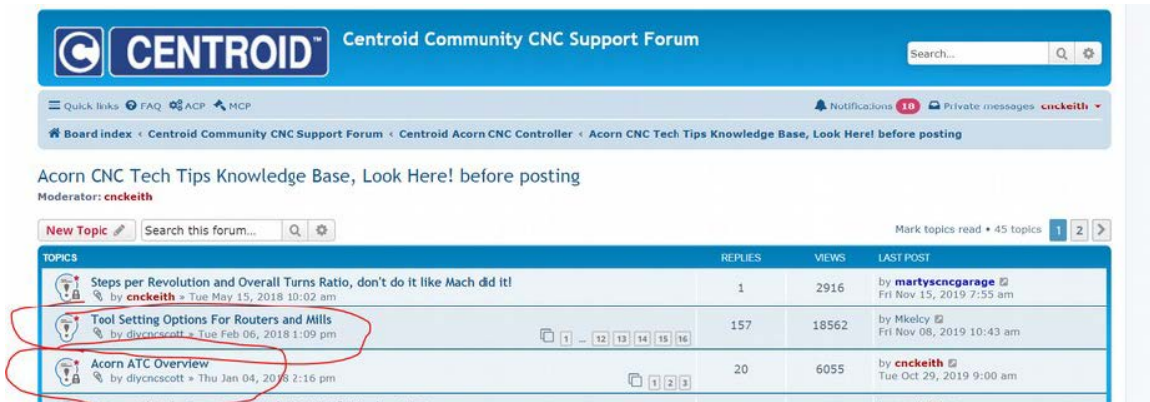 CENTROID™
Centroid Community CNC Support Forum
Search...
Quick links FAQ ACP MCP
Notifications 10 Private messages cnckeith
Board index ‹ Centroid Community CNC Support Forum ‹ Centroid Acorn CNC Controller ‹ Acorn CNC Tech Tips Knowledge Base, Look Here! before posting
Acorn CNC Tech Tips Knowledge Base, Look Here! before posting
Moderator: cnckeith
New Topic Search this forum... Mark topics read • 45 topics 1 2
TOPICS REPLIES VIEWS LAST POST
Steps per Revolution and Overall Turns Ratio, don't do it like Mach did it!
by cnckeith » Tue May 15, 2018 10:02 am
1 2916
by martyscncgarage
Fri Nov 15, 2019 7:55 am
Tool Setting Options For Routers and Mills
by diycncscott » Tue Feb 06, 2018 1:09 pm
1 ... 12 13 14 15 16
157 18562
by Mkelcy
Fri Nov 08, 2019 10:43 am
Acorn ATC Overview
by diycncscott » Thu Jan 04, 2018 2:16 pm
1 2 3
20 6055
by cnckeith
Tue Oct 29, 2019 9:00 am